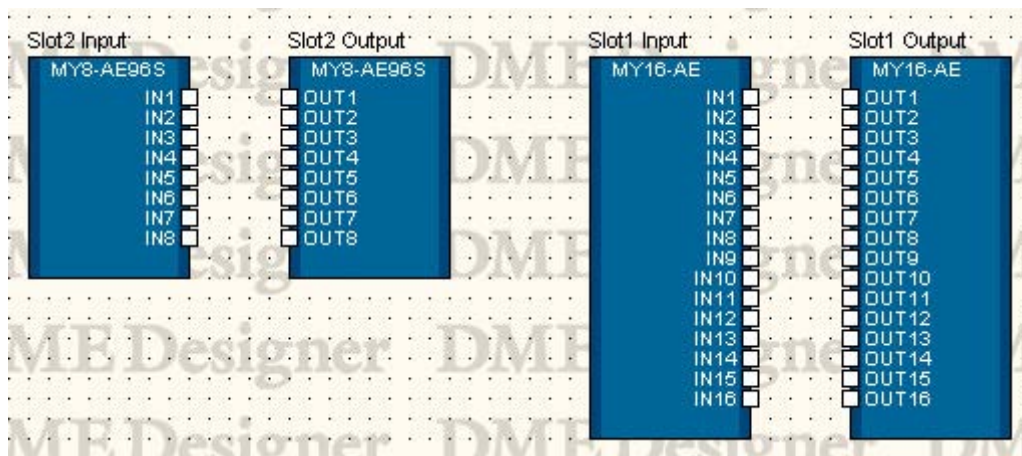 Slot2 Input
MY8-AE96S
IN1
IN2
IN3
IN4
IN5
IN6
IN7
IN8
Slot2 Output
MY8-AE96S
OUT1
OUT2
OUT3
OUT4
OUT5
OUT6
OUT7
OUT8
Slot1 Input
MY16-AE
IN1
IN2
IN3
IN4
IN5
IN6
IN7
IN8
IN9
IN10
IN11
IN12
IN13
IN14
IN15
IN16
Slot1 Output
MY16-AE
OUT1
OUT2
OUT3
OUT4
OUT5
OUT6
OUT7
OUT8
OUT9
OUT10
OUT11
OUT12
OUT13
OUT14
OUT15
OUT16
DME Designer